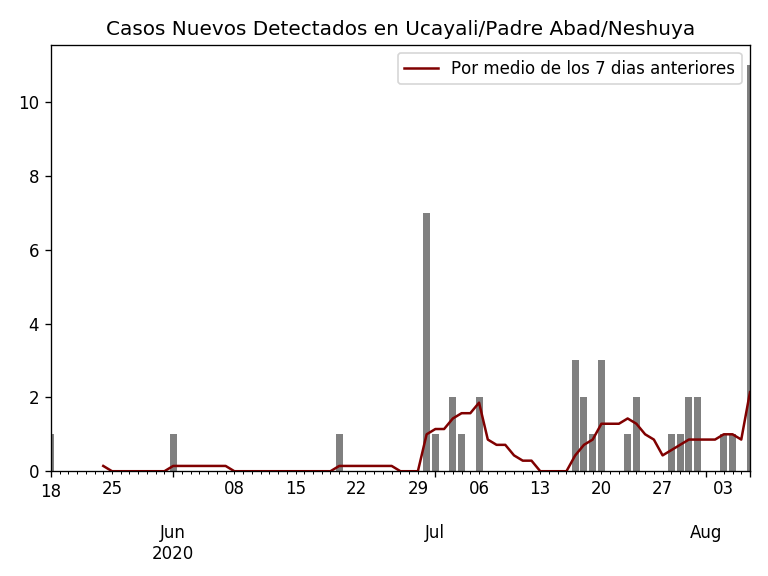 Casos Nuevos Detectados en Ucayali/Padre Abad/Neshuya
Por medio de los 7 dias anteriores
10
8
6
4
2
0
18 25 08 15 22 29 06 13 20 27 03
Jun Jul Aug
2020